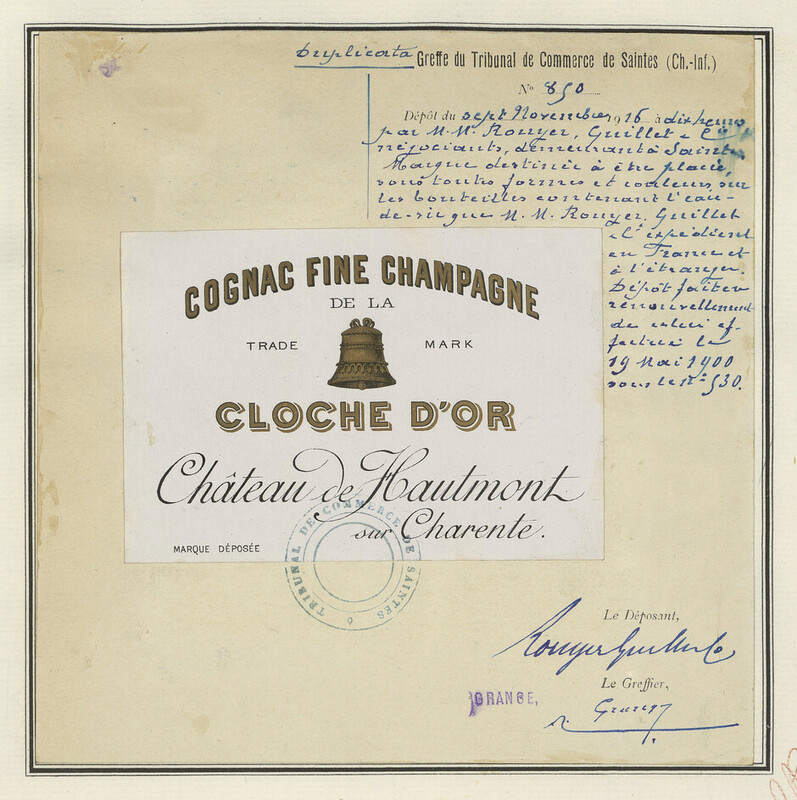 Duplicata Greffe du Tribunal de Commerce de Saintes (Ch.-Inf.)
No 850
Dépôt du sept Novembre 1916 à dix heures
par M. M. Rouyer, Guillet & Cie
négociants, demeurant à Saintes
Marque destinée à être placée,
sous toutes formes et couleurs, sur
les bouteilles contenant l'eau-
de-vie que M. M. Rouyer, Guillet
& Cie expédient
en France et
à l'étranger.
Dépôt fait en
renouvellement
de celui ef-
fectué le
19 Mai 1900
sous le no 530.
COGNAC FINE CHAMPAGNE
DE LA
TRADE MARK
CLOCHE D'OR
Château de Hautmont
sur Charente.
MARQUE DÉPOSÉE
TRIBUNAL DE COMMERCE DE SAINTES
Le Déposant,
Rouyer Guillet & Co
Le Greffier,
GRANGE,